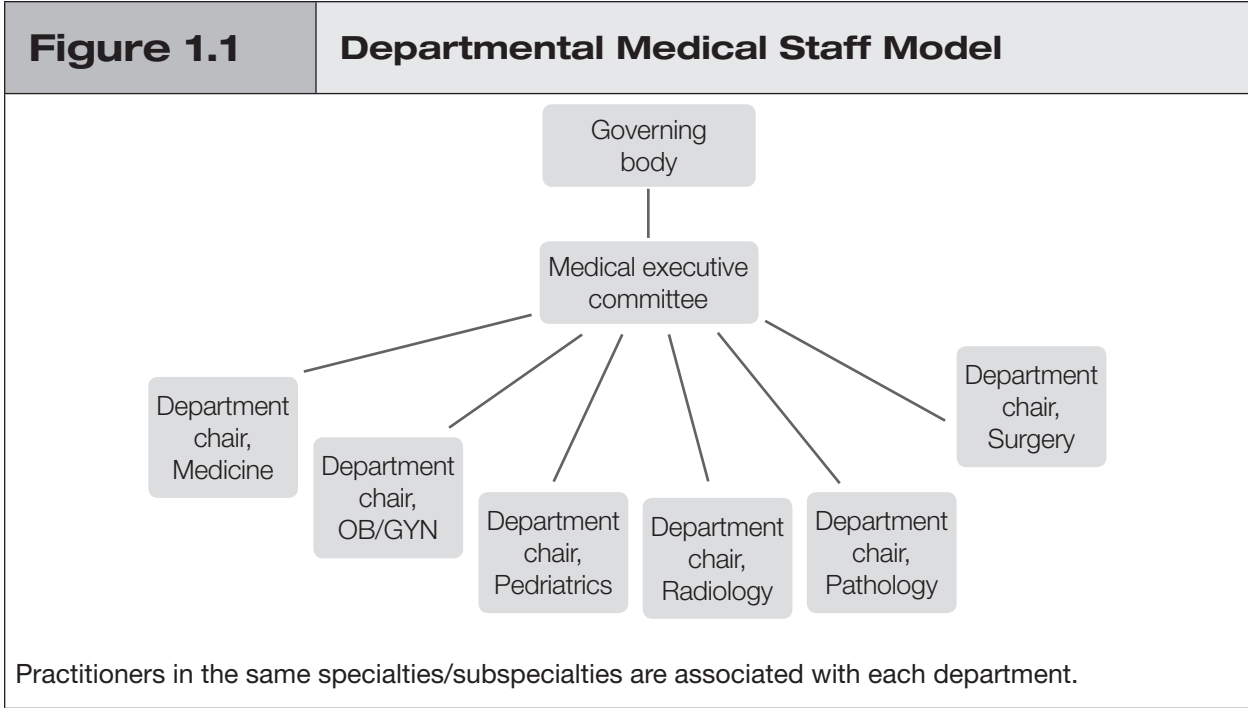 Figure 1.1
Departmental Medical Staff Model
Governing
body
Medical executive
committee
Department
chair,
Medicine
Department
chair,
OB/GYN
Department
chair,
Pedriatrics
Department
chair,
Radiology
Department
chair,
Pathology
Department
chair,
Surgery
Practitioners in the same specialties/subspecialties are associated with each department.